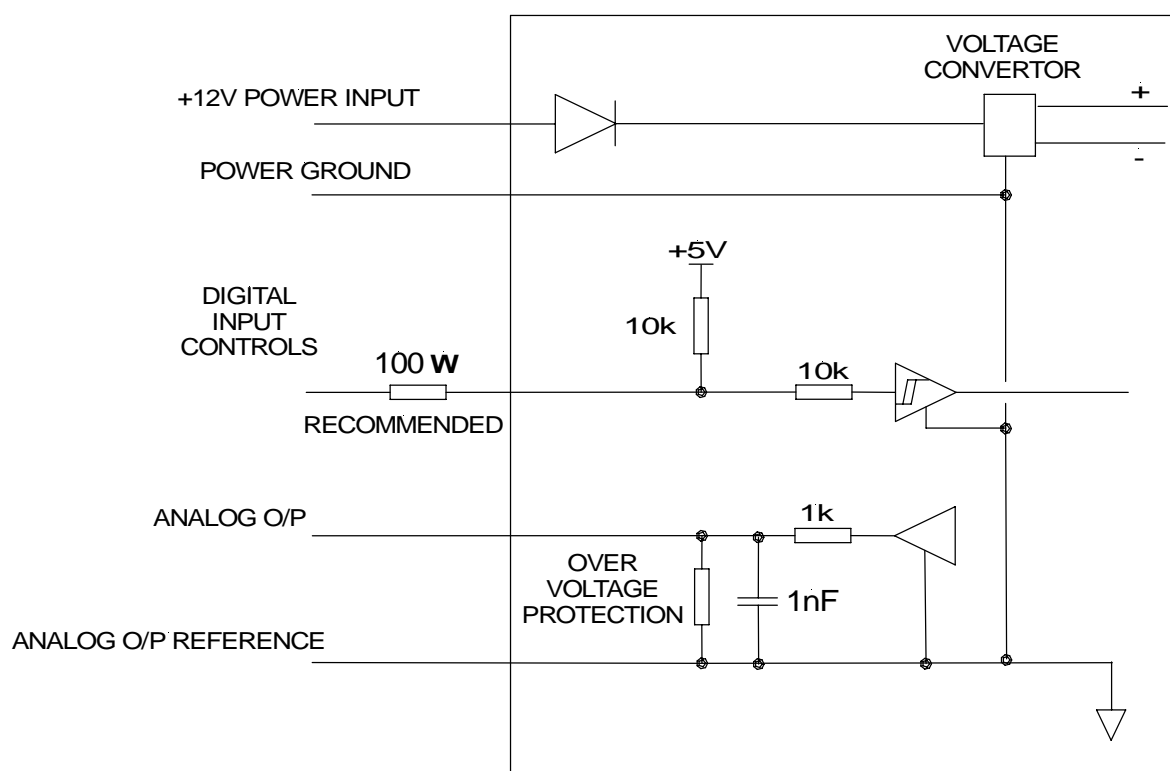 VOLTAGE
CONVERTOR
+12V POWER INPUT
+
-
POWER GROUND
+5V
DIGITAL
INPUT
CONTROLS
10k
100 W
10k
RECOMMENDED
ANALOG O/P
1k
OVER
VOLTAGE
PROTECTION
1nF
ANALOG O/P REFERENCE